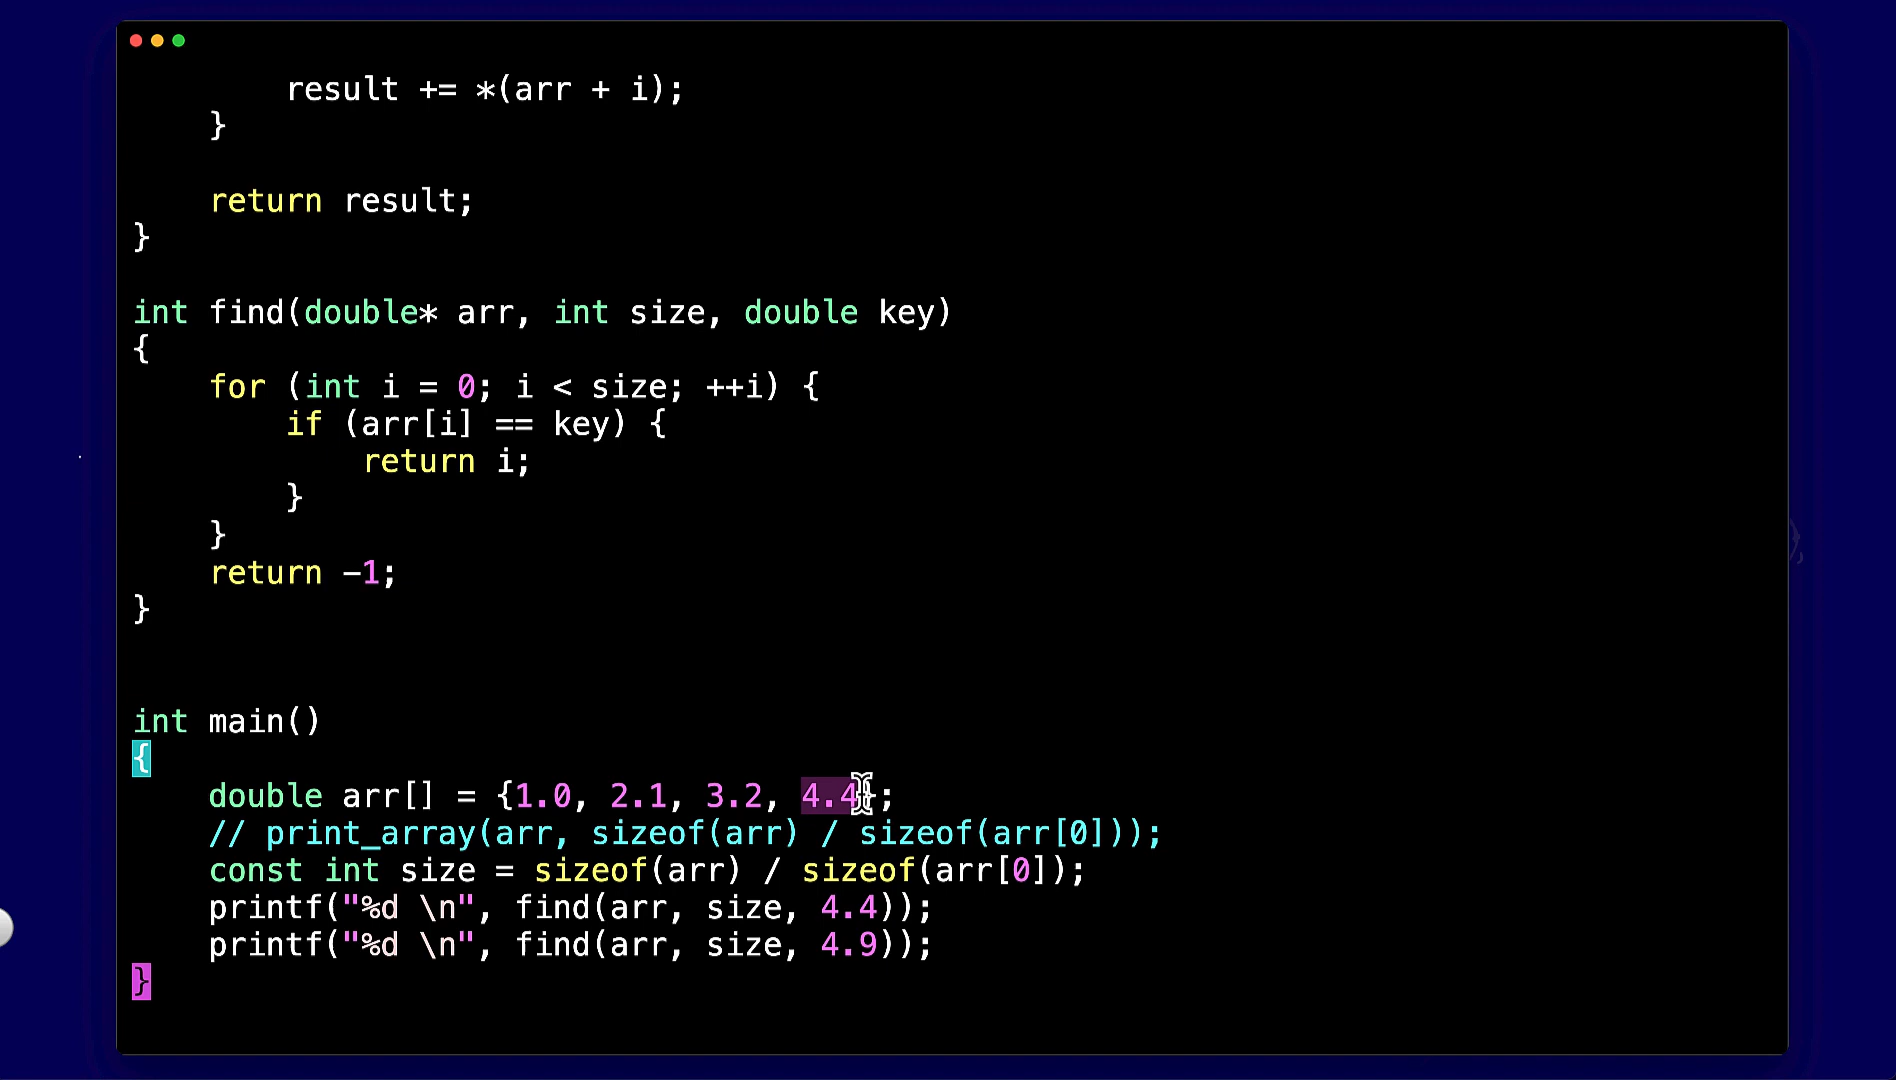 result += *(arr + i);
}
return result;
}
int find(double* arr, int size, double key)
{
for (int i = 0; i < size; ++i) {
if (arr[i] == key) {
return i;
}
}
return -1;
}
int main()
{
double arr[] = {1.0, 2.1, 3.2, 4.4};
// print_array(arr, sizeof(arr) / sizeof(arr[0]));
const int size = sizeof(arr) / sizeof(arr[0]);
printf("%d \n", find(arr, size, 4.4));
printf("%d \n", find(arr, size, 4.9));
}